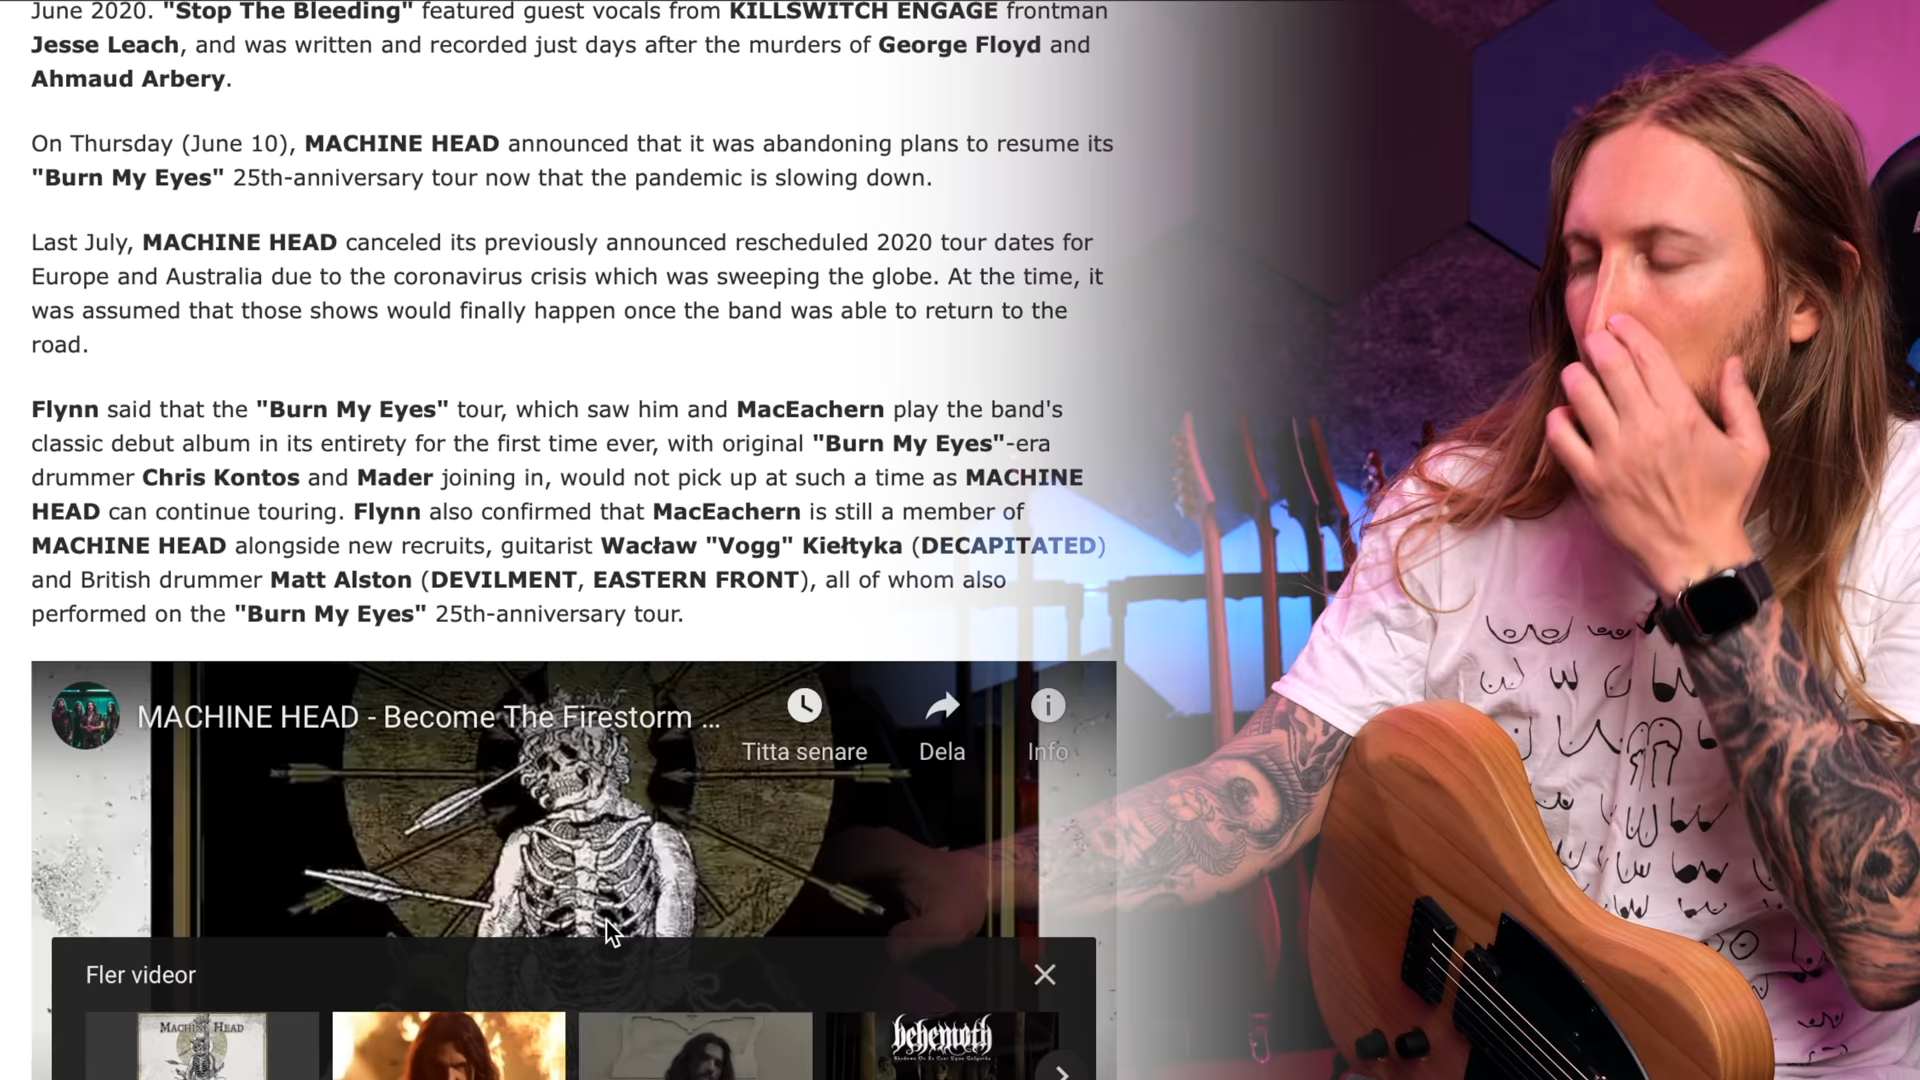 June 2020. "Stop The Bleeding" featured guest vocals from KILLSWITCH ENGAGE frontman
Jesse Leach, and was written and recorded just days after the murders of George Floyd and
Ahmaud Arbery.
On Thursday (June 10), MACHINE HEAD announced that it was abandoning plans to resume its
"Burn My Eyes" 25th-anniversary tour now that the pandemic is slowing down.
Last July, MACHINE HEAD canceled its previously announced rescheduled 2020 tour dates for
Europe and Australia due to the coronavirus crisis which was sweeping the globe. At the time, it
was assumed that those shows would finally happen once the band was able to return to the
road.
Flynn said that the "Burn My Eyes" tour, which saw him and MacEachern play the band's
classic debut album in its entirety for the first time ever, with original "Burn My Eyes"-era
drummer Chris Kontos and Mader joining in, would not pick up at such a time as MACHINE
HEAD can continue touring. Flynn also confirmed that MacEachern is still a member of
MACHINE HEAD alongside new recruits, guitarist Wacław "Vogg" Kiełtyka (DECAPITATED)
and British drummer Matt Alston (DEVILMENT, EASTERN FRONT), all of whom also
performed on the "Burn My Eyes" 25th-anniversary tour.
MACHINE HEAD - Become The Firestorm ...
Titta senare
Dela
Info
Fler videor
MACHINE HEAD
behemoth